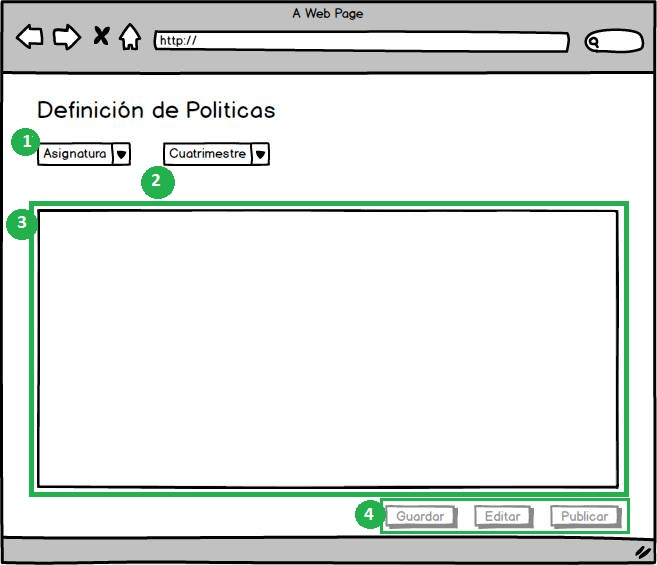 A Web Page
http://
Definición de Politicas
1
Asignatura
Cuatrimestre
2
3
4
Guardar
Editar
Publicar